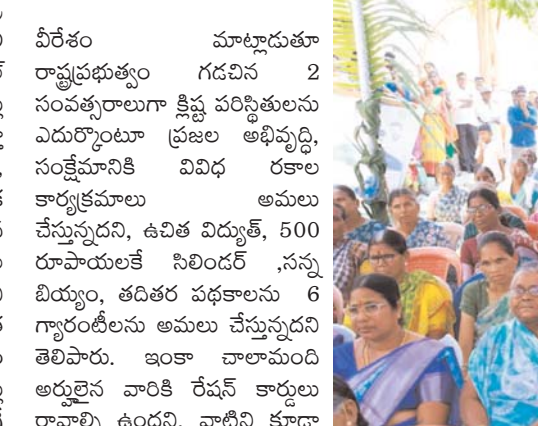 వీరేశం మాట్లాడుతూ
రాష్ట్రప్రభుత్వం గడచిన 2
సంవత్సరాలుగా క్లిష్ట పరిస్థితులను
ఎదుర్కొంటూ ప్రజల అభివృద్ధి,
సంక్షేమానికి వివిధ రకాల
కార్యక్రమాలు అమలు
చేస్తున్నదని, ఉచిత విద్యుత్, 500
రూపాయలకే సిలిండర్ ,సన్న
బియ్యం, తదితర పథకాలను 6
గ్యారంటీలను అమలు చేస్తున్నదని
తెలిపారు. ఇంకా చాలామంది
అర్హులైన వారికి రేషన్ కార్డులు
రావాల్సి ఉందని, వాటిని కూడా